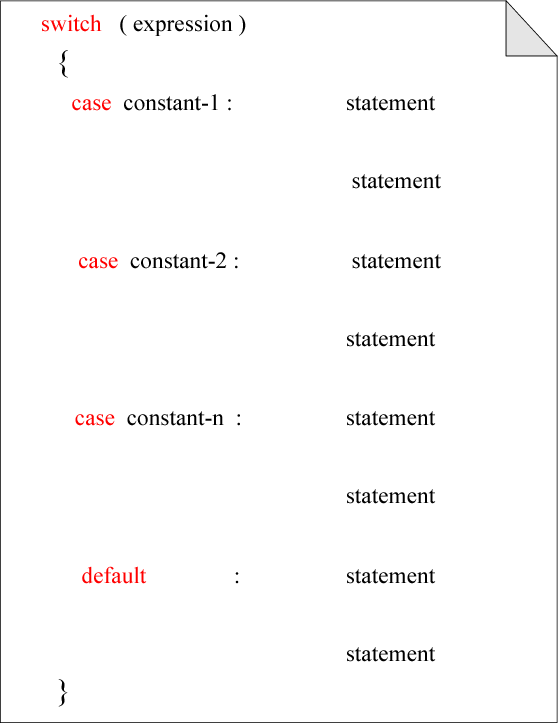 switch ( expression )
{
case constant-1 : statement
statement
case constant-2 : statement
statement
case constant-n : statement
statement
default : statement
statement
}